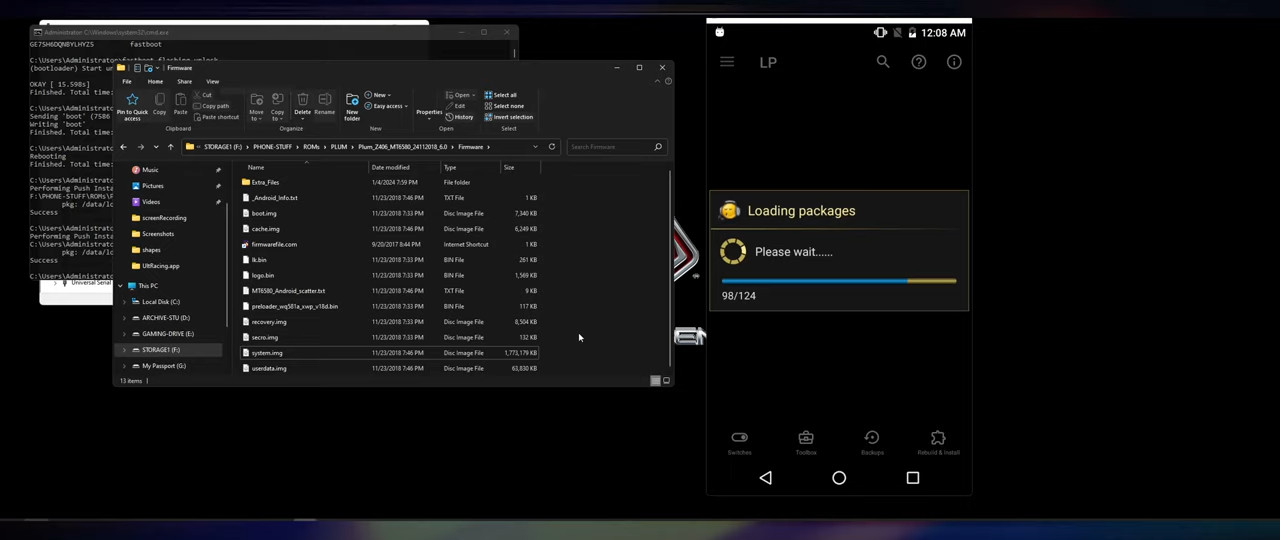 Administrator: C:\Windows\system32\cmd.exe
GE75H6DQNBYLHYZS fastboot
C:\Users\Administrator>fastboot flashing unlock
(bootloader) Start un
OKAY [ 15.598s]
Finished. Total time:
C:\Users\Administrato
Sending 'boot' (7586
Writing 'boot'
Finished. Total time:
C:\Users\Administrato
Rebooting
Finished. Total time:
C:\Users\Administrato
Performing Push Insta
F:\PHONE-STUFF\ROMs\F
pkg: /data/lo
Success
C:\Users\Administrato
Performing Push Insta
C:\Users\Administrato
pkg: /data/lo
Success
C:\Users\Administrato
Universal Serial
Firmware
File Home Share View
Pin to Quick access
Copy
Paste
Cut
Copy path
Paste shortcut
Clipboard
Move to
Copy to
Delete
Rename
Organize
New folder
New
Easy access
New
Properties
Open
Edit
History
Open
Select all
Select none
Invert selection
Select
« STORAGE1 (F:) › PHONE-STUFF › ROMs › PLUM › Plum_Z406_MT6580_24112018_6.0 › Firmware ›
Search Firmware
Music
Pictures
Videos
screenRecording
Screenshots
shapes
UltRacing.app
This PC
Local Disk (C:)
ARCHIVE-STU (D:)
GAMING-DRIVE (E:)
STORAGE1 (F:)
My Passport (G:)
Name Date modified Type Size
Extra_Files 1/4/2024 7:59 PM File folder
_Android_Info.txt 11/23/2018 7:46 PM TXT File 1 KB
boot.img 11/23/2018 7:33 PM Disc Image File 7,340 KB
cache.img 11/23/2018 7:46 PM Disc Image File 6,249 KB
firmwarefile.com 9/20/2017 8:44 PM Internet Shortcut 1 KB
lk.bin 11/23/2018 7:33 PM BIN File 261 KB
logo.bin 11/23/2018 7:33 PM BIN File 1,569 KB
MT6580_Android_scatter.txt 11/23/2018 7:46 PM TXT File 9 KB
preloader_wq581a_xwp_v18d.bin 11/23/2018 7:33 PM BIN File 117 KB
recovery.img 11/23/2018 7:33 PM Disc Image File 8,504 KB
secro.img 11/23/2018 7:33 PM Disc Image File 132 KB
system.img 11/23/2018 7:46 PM Disc Image File 1,773,179 KB
userdata.img 11/23/2018 7:46 PM Disc Image File 63,830 KB
13 items
12:08 AM
LP
Loading packages
Please wait......
98/124
Switches
Toolbox
Backups
Rebuild & Install